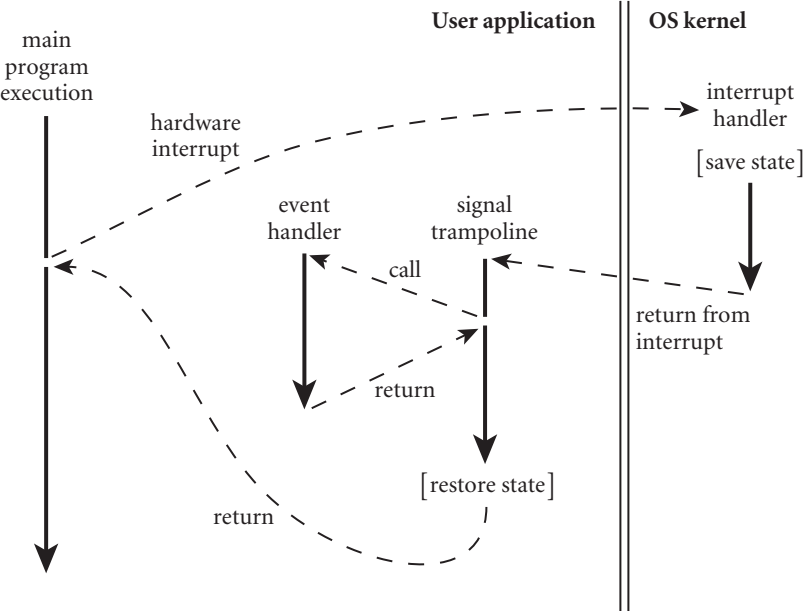 User application
OS kernel
main
program
execution
hardware
interrupt
interrupt
handler
[save state]
event
handler
signal
trampoline
call
return from
interrupt
return
[restore state]
return